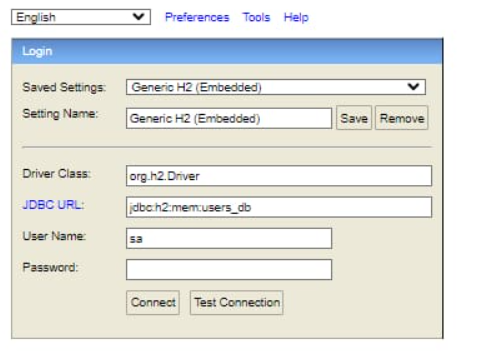 English Preferences Tools Help
Login
Saved Settings: Generic H2 (Embedded)
Setting Name: Generic H2 (Embedded) Save Remove
Driver Class: org.h2.Driver
JDBC URL: jdbc:h2:mem:users_db
User Name: sa
Password:
Connect Test Connection